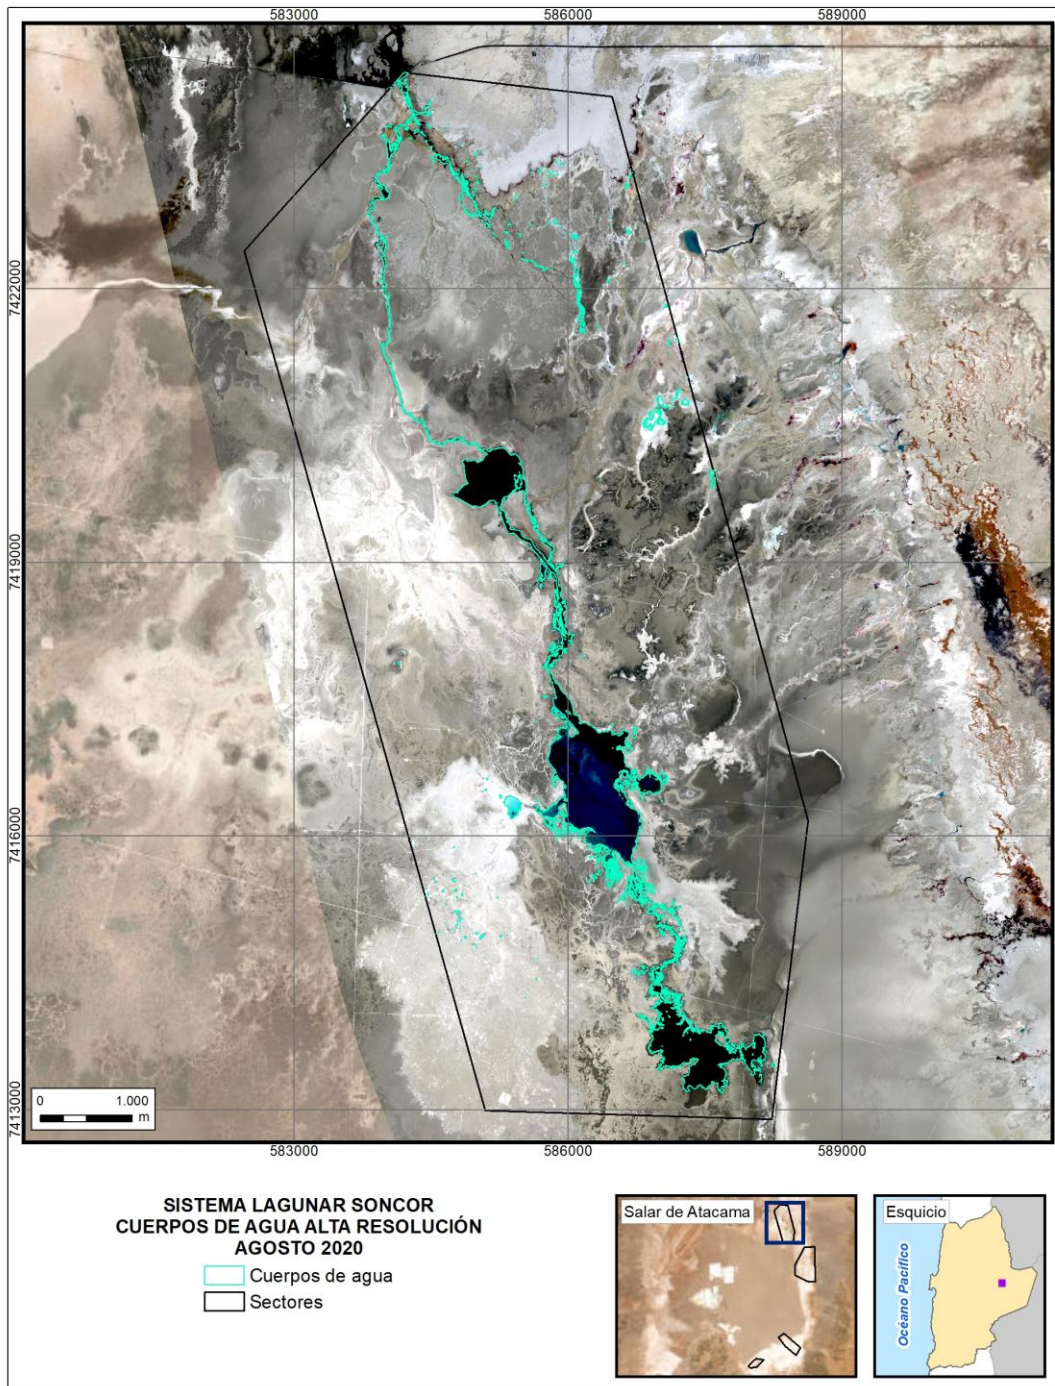 583000 586000 589000
7422000
7419000
7416000
7413000
0 1.000
m
583000 586000 589000
SISTEMA LAGUNAR SONCOR
CUERPOS DE AGUA ALTA RESOLUCIÓN
AGOSTO 2020
Cuerpos de agua
Sectores
Salar de Atacama
Esquicio
Océano Pacífico